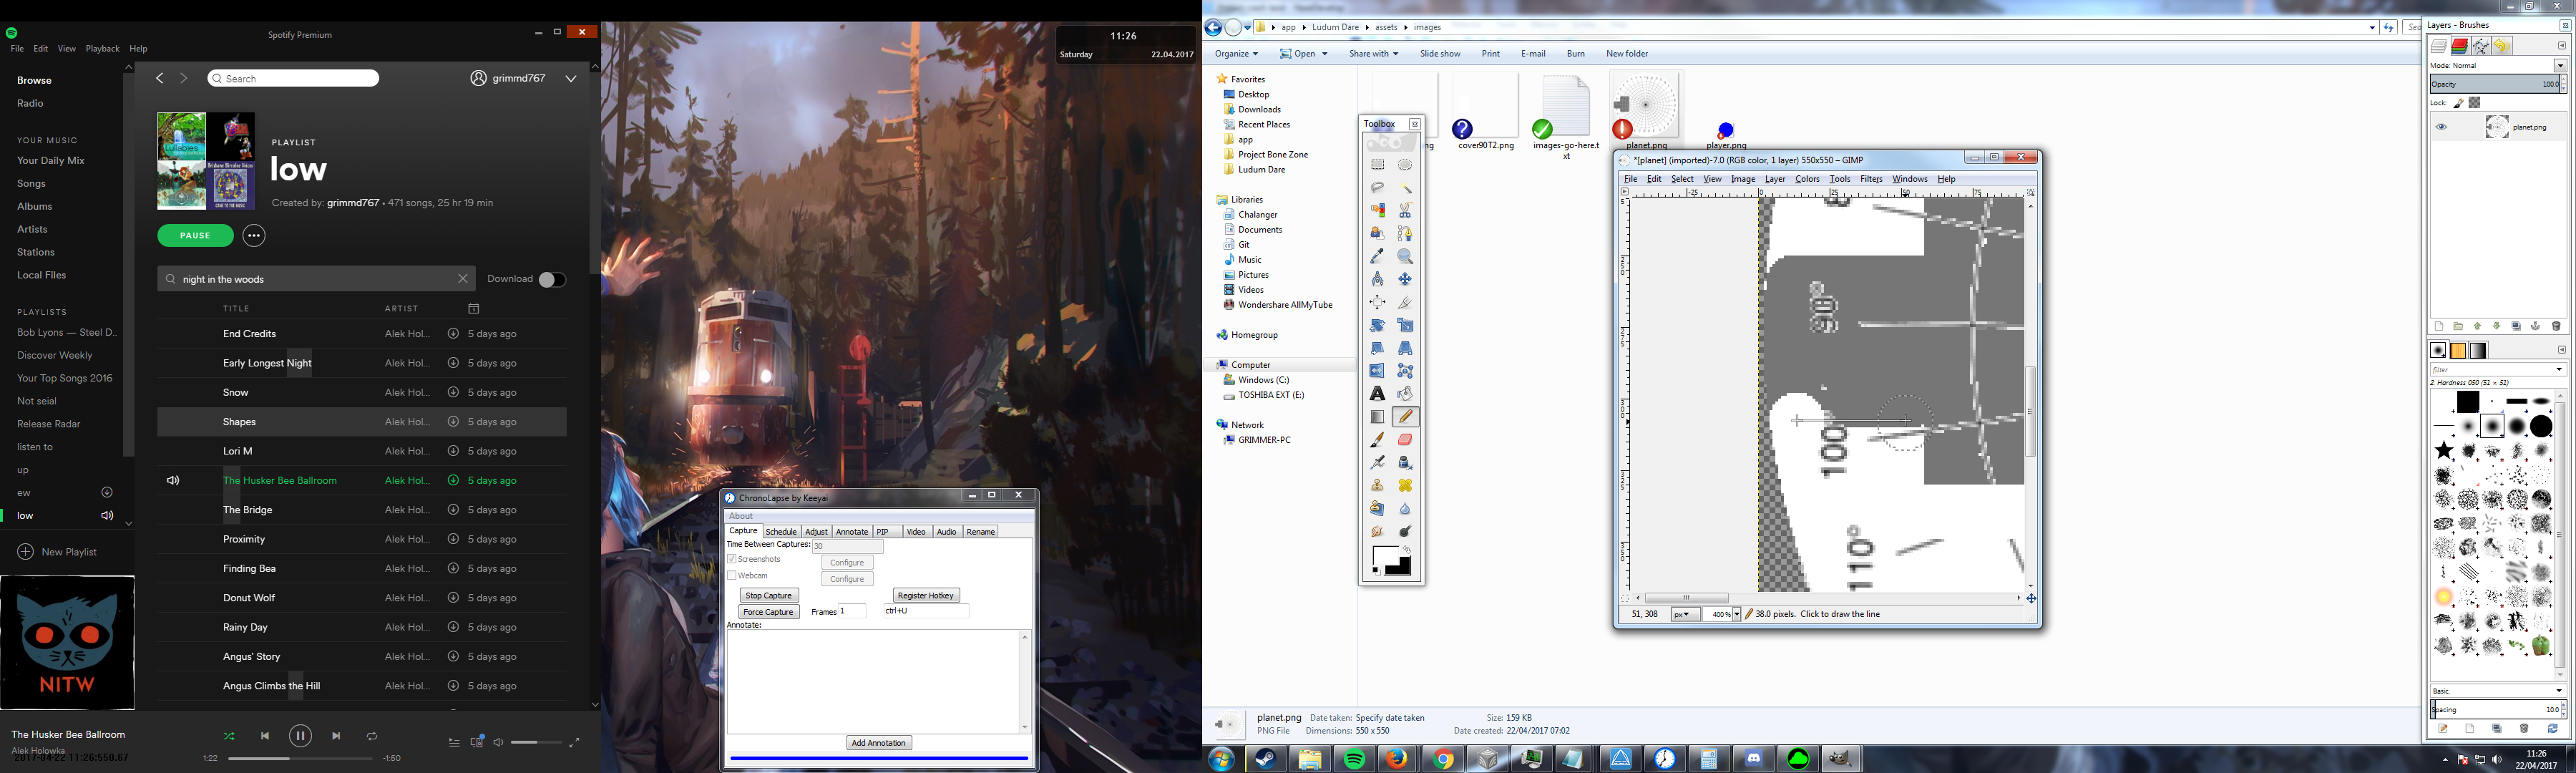 Spotify Premium
File Edit View Playback Help
Browse
Radio
YOUR MUSIC
Your Daily Mix
Songs
Albums
Artists
Stations
Local Files
PLAYLISTS
Bob Lyons — Steel D..
Discover Weekly
Your Top Songs 2016
Not seial
Release Radar
listen to
up
ew
low
New Playlist
NITW
The Husker Bee Ballroom
Alek Holowka
2017-04-22 11:26:550.67
Search
grimmd767
PLAYLIST
low
Created by: grimmd767 • 471 songs, 25 hr 19 min
PAUSE
night in the woods
Download
TITLE ARTIST
End Credits Alek Hol... 5 days ago
Early Longest Night Alek Hol... 5 days ago
Snow Alek Hol... 5 days ago
Shapes Alek Hol... 5 days ago
Lori M Alek Hol... 5 days ago
The Husker Bee Ballroom Alek Hol... 5 days ago
The Bridge Alek Hol... 5 days ago
Proximity Alek Hol... 5 days ago
Finding Bea Alek Hol... 5 days ago
Donut Wolf Alek Hol... 5 days ago
Rainy Day Alek Hol... 5 days ago
Angus' Story Alek Hol... 5 days ago
Angus Climbs the Hill Alek Hol... 5 days ago
1:22 -1:50
11:26
Saturday 22.04.2017
ChronoLapse by Keeyai
About
Capture Schedule Adjust Annotate PIP Video Audio Rename
Time Between Captures: 30
Screenshots Configure
Webcam Configure
Stop Capture Register Hotkey
Force Capture Frames 1 ctrl+U
Annotate:
Add Annotation
app Ludum Dare assets images
Organize Open Share with Slide show Print E-mail Burn New folder
Favorites
Desktop
Downloads
Recent Places
app
Project Bone Zone
Ludum Dare
Libraries
Chalanger
Documents
Git
Music
Pictures
Videos
Wondershare AllMyTube
Homegroup
Computer
Windows (C:)
TOSHIBA EXT (E:)
Network
GRIMMER-PC
cover90T2.png
images-go-here.t
xt
planet.png
player.png
Toolbox
*[planet] (imported)-7.0 (RGB color, 1 layer) 550x550 – GIMP
File Edit Select View Image Layer Colors Tools Filters Windows Help
-25 0 25 50 75
90°
100
110°
51, 308 px 400 % 38.0 pixels. Click to draw the line
planet.png Date taken: Specify date taken Size: 159 KB
PNG File Dimensions: 550 x 550 Date created: 22/04/2017 07:02
Layers - Brushes
Mode: Normal
Opacity 100.0
Lock:
planet.png
filter
2. Hardness 050 (51 × 51)
Basic,
Spacing 10.0
11:26
22/04/2017